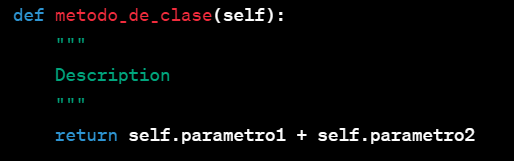 def metodo_de_clase(self):
    """
    Description
    """
    return self.parametro1 + self.parametro2